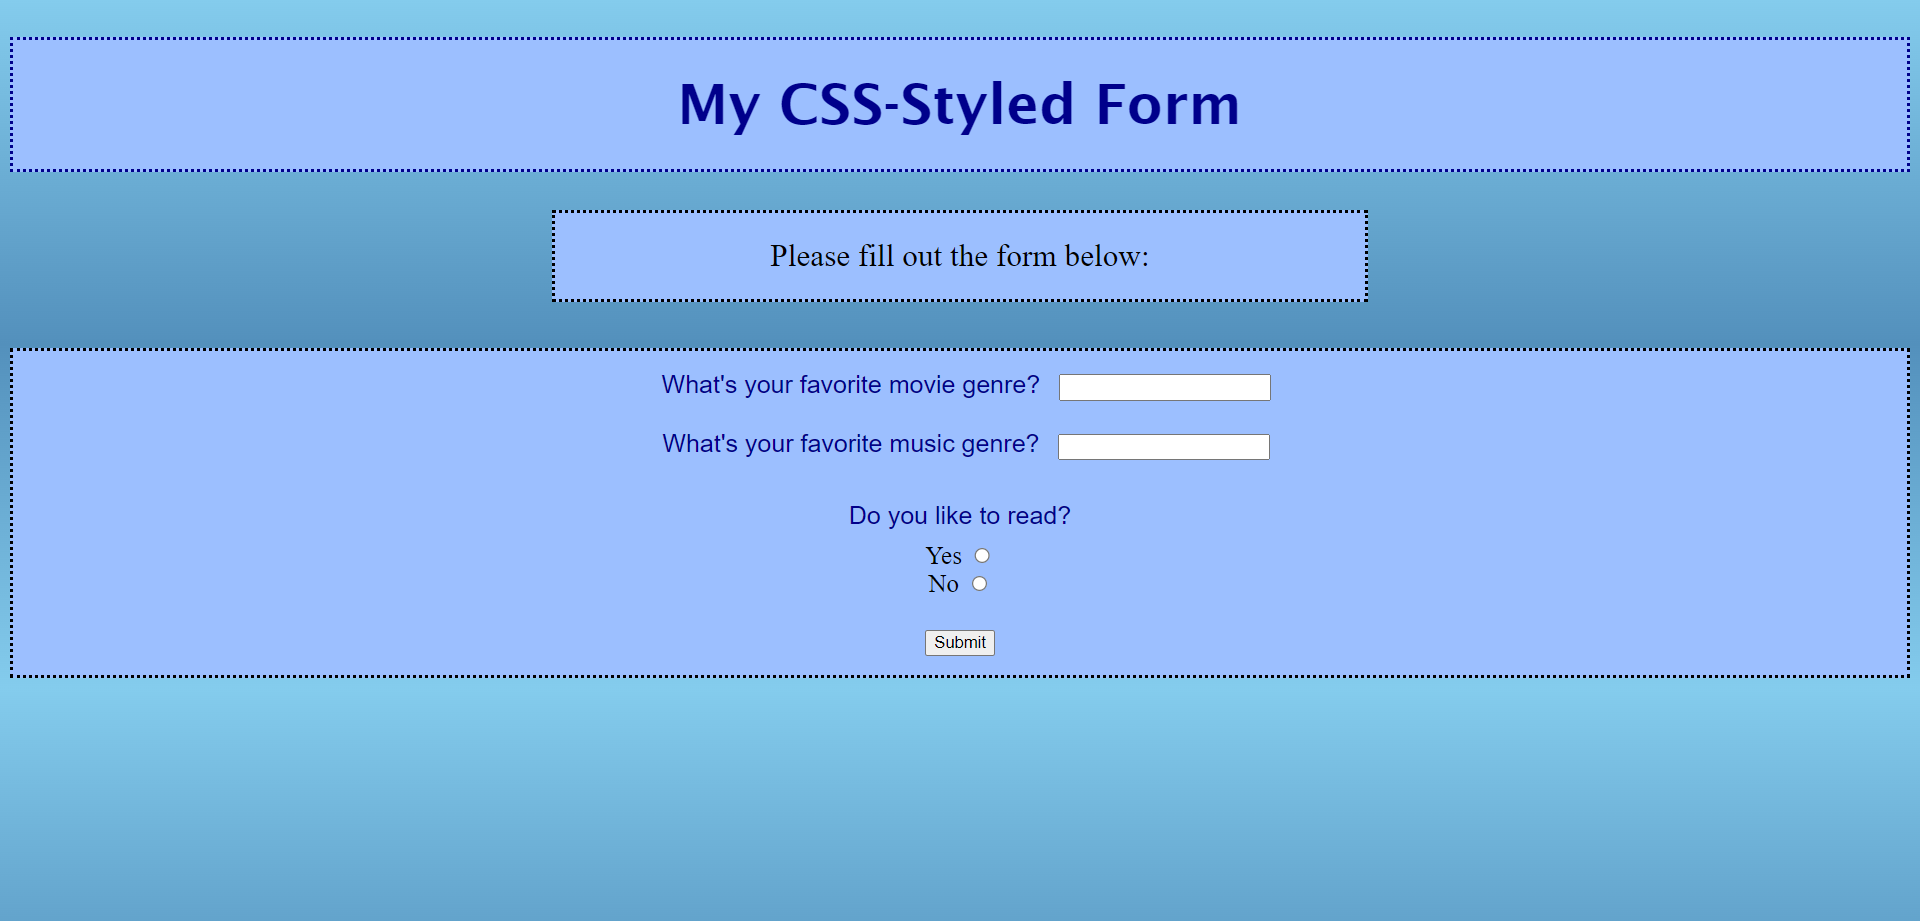 My CSS-Styled Form
Please fill out the form below:
What's your favorite movie genre?
What's your favorite music genre?
Do you like to read?
Yes
No
Submit